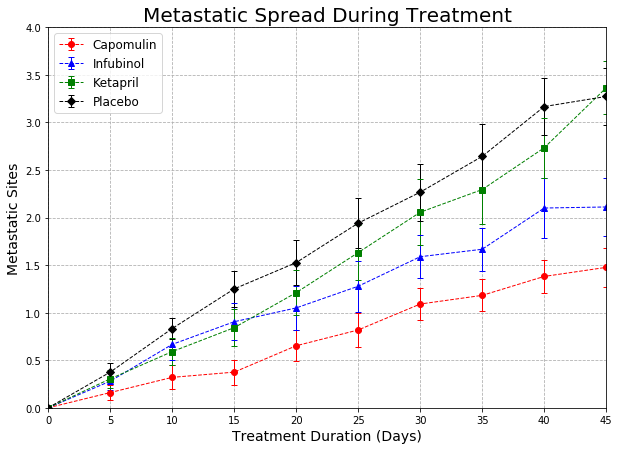 Metastatic Spread During Treatment
Capomulin
Infubinol
Ketapril
Placebo
Metastatic Sites
4.0
3.5
3.0
2.5
2.0
1.5
1.0
0.5
0.0
0 5 10 15 20 25 30 35 40 45
Treatment Duration (Days)